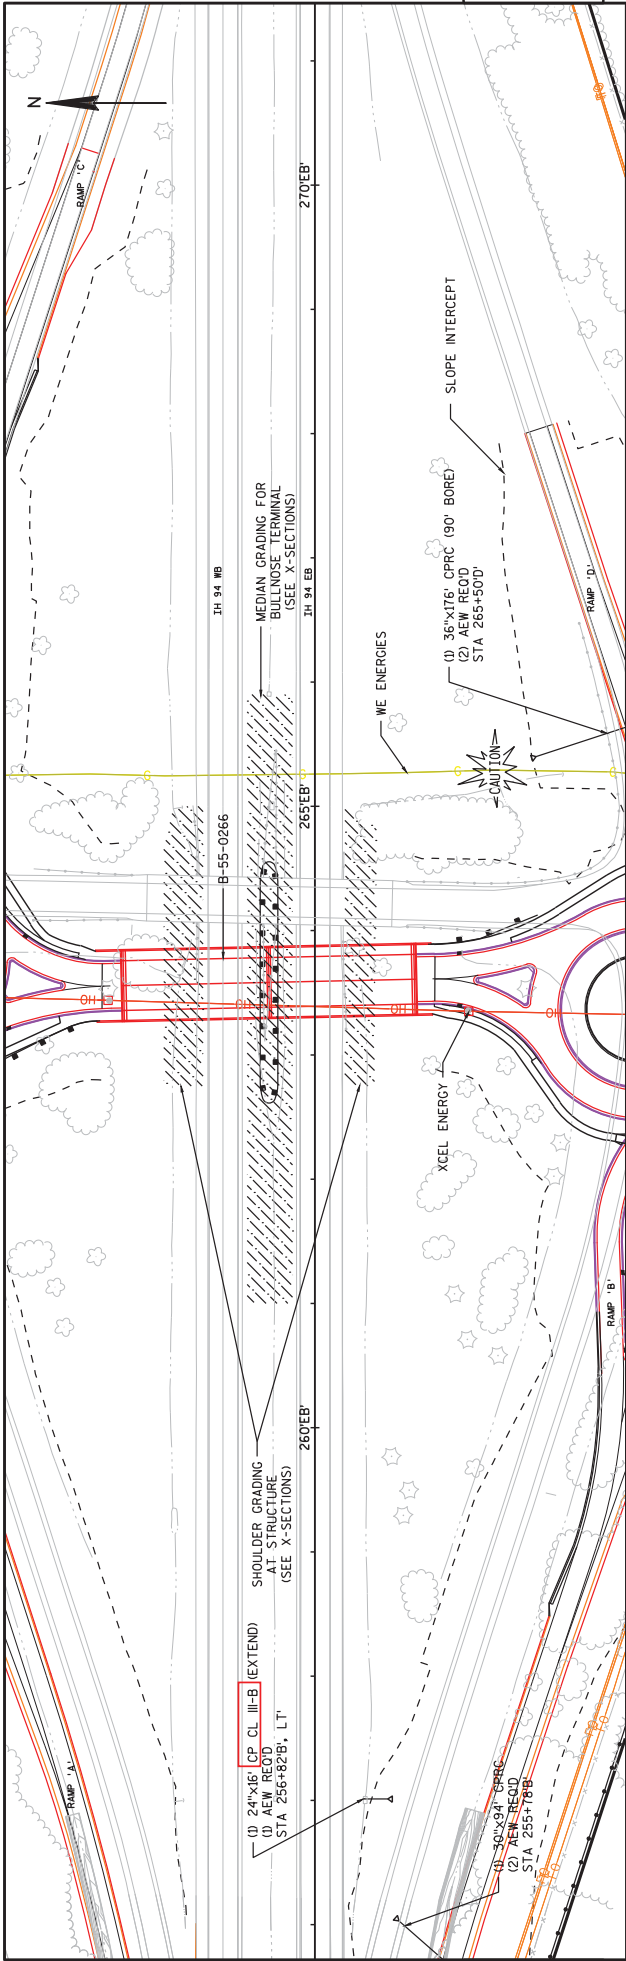 N
RAMP 'C'
270'EB'
SLOPE INTERCEPT
MEDIAN GRADING FOR
BULLNOSE TERMINAL
(SEE X-SECTIONS)
IH 94 WB
IH 94 EB
(1) 36"x176' CPRC (90' BORE)
(2) AEW REQ'D
STA 265+50'D'
RAMP 'D'
WE ENERGIES
CAUTION
G
G
G
G
265'EB'
B-55-0266
OH
OH
OH
OH
XCEL ENERGY
RAMP 'B'
260'EB'
SHOULDER GRADING
AT STRUCTURE
(SEE X-SECTIONS)
(1) 24"x16' CP CL III-B (EXTEND)
(1) AEW REQ'D
STA 256+82'B', LT'
RAMP 'A'
(1) 30"x94' CPRC
(2) AEW REQ'D
STA 255+78'B'